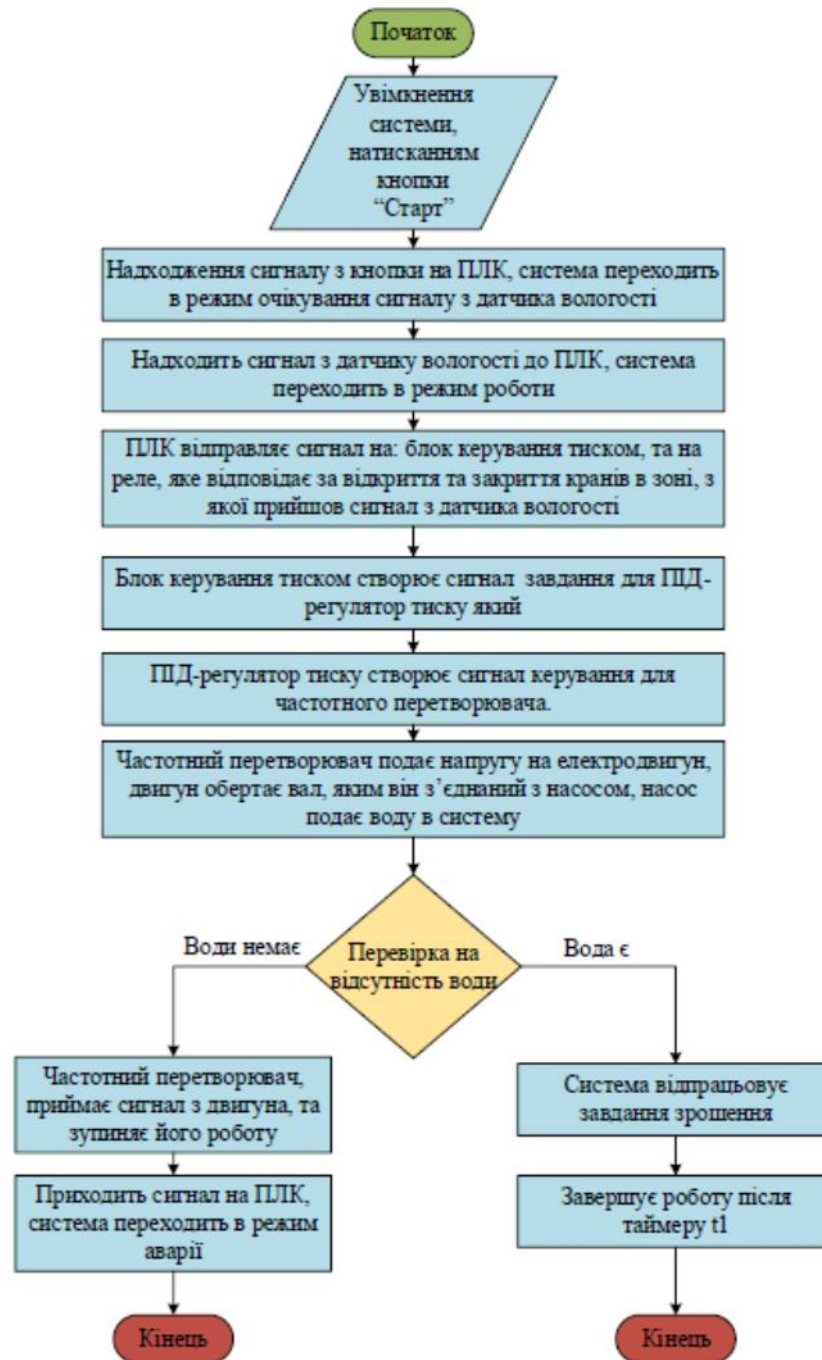 Початок
Увімкнення
системи,
натисканням
кнопки
“Старт”
Надходження сигналу з кнопки на ПЛК, система переходить
в режим очікування сигналу з датчика вологості
Надходить сигнал з датчику вологості до ПЛК, система
переходить в режим роботи
ПЛК відправляє сигнал на: блок керування тиском, та на
реле, яке відповідає за відкриття та закриття кранів в зоні, з
якої прийшов сигнал з датчика вологості
Блок керування тиском створює сигнал завдання для ПІД-
регулятор тиску який
ПІД-регулятор тиску створює сигнал керування для
частотного перетворювача.
Частотний перетворювач подає напругу на електродвигун,
двигун обертає вал, яким він з’єднаний з насосом, насос
подає воду в систему
Перевірка на
відсутність води
Води немає
Вода є
Частотний перетворювач,
приймає сигнал з двигуна, та
зупиняє його роботу
Приходить сигнал на ПЛК,
система переходить в режим
аварії
Кінець
Система відпрацьовує
завдання зрошення
Завершує роботу після
таймеру t1
Кінець